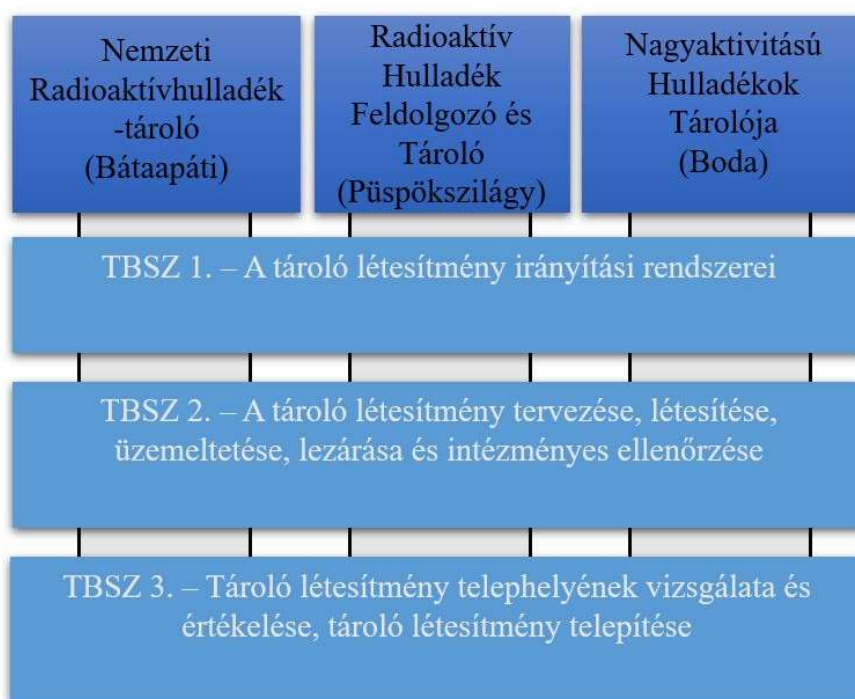 Nemzeti
Radioaktívhulladék
-tároló
(Bátaapáti)
Radioaktív
Hulladék
Feldolgozó és
Tároló
(Püspökszilágy)
Nagyaktivitású
Hulladékok
Tárolója
(Boda)
TBSZ 1. – A tároló létesítmény irányítási rendszerei
TBSZ 2. – A tároló létesítmény tervezése, létesítése,
üzemeltetése, lezárása és intézményes ellenőrzése
TBSZ 3. – Tároló létesítmény telephelyének vizsgálata és
értékelése, tároló létesítmény telepítése